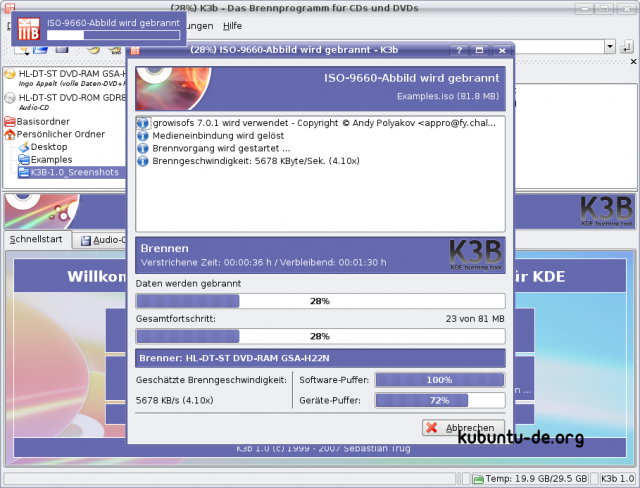 (28%) K3b - Das Brennprogramm für CDs und DVDs
ISO-9660-Abbild wird gebrannt
Hilfe
(28%) ISO-9660-Abbild wird gebrannt - K3b
ISO-9660-Abbild wird gebrannt
Examples.iso (81.8 MB)
HL-DT-ST DVD-RAM GSA-H
Ingo Appelt (volle Daten-DVD+
HL-DT-ST DVD-ROM GDR8
Audio-CD
Basisordner
Persönlicher Ordner
Desktop
Examples
K3B-1.0_Sreenshots
growisofs 7.0.1 wird verwendet - Copyright © Andy Polyakov <appro@fy.chal...
Medieneinbindung wird gelöst
Brennvorgang wird gestartet ...
Brenngeschwindigkeit: 5678 KByte/Sek. (4.10x)
K3B
Schnellstart
Audio-C
Brennen
Verstrichene Zeit: 00:00:36 h / Verbleibend: 00:01:30 h
K3B
KDE burning tool
Willkom
ür KDE
Daten werden gebrannt
28%
Gesamtfortschritt:
23 von 81 MB
28%
Brenner: HL-DT-ST DVD-RAM GSA-H22N
Geschätzte Brenngeschwindigkeit:
Software-Puffer:
100%
5678 KB/s (4.10x)
Geräte-Puffer:
72%
n ...
Abbrechen
kubuntu-de.org
K3b 1.0 (c) 1999 - 2007 Sebastian Trüg
Temp: 19.9 GB/29.5 GB
K3b 1.0